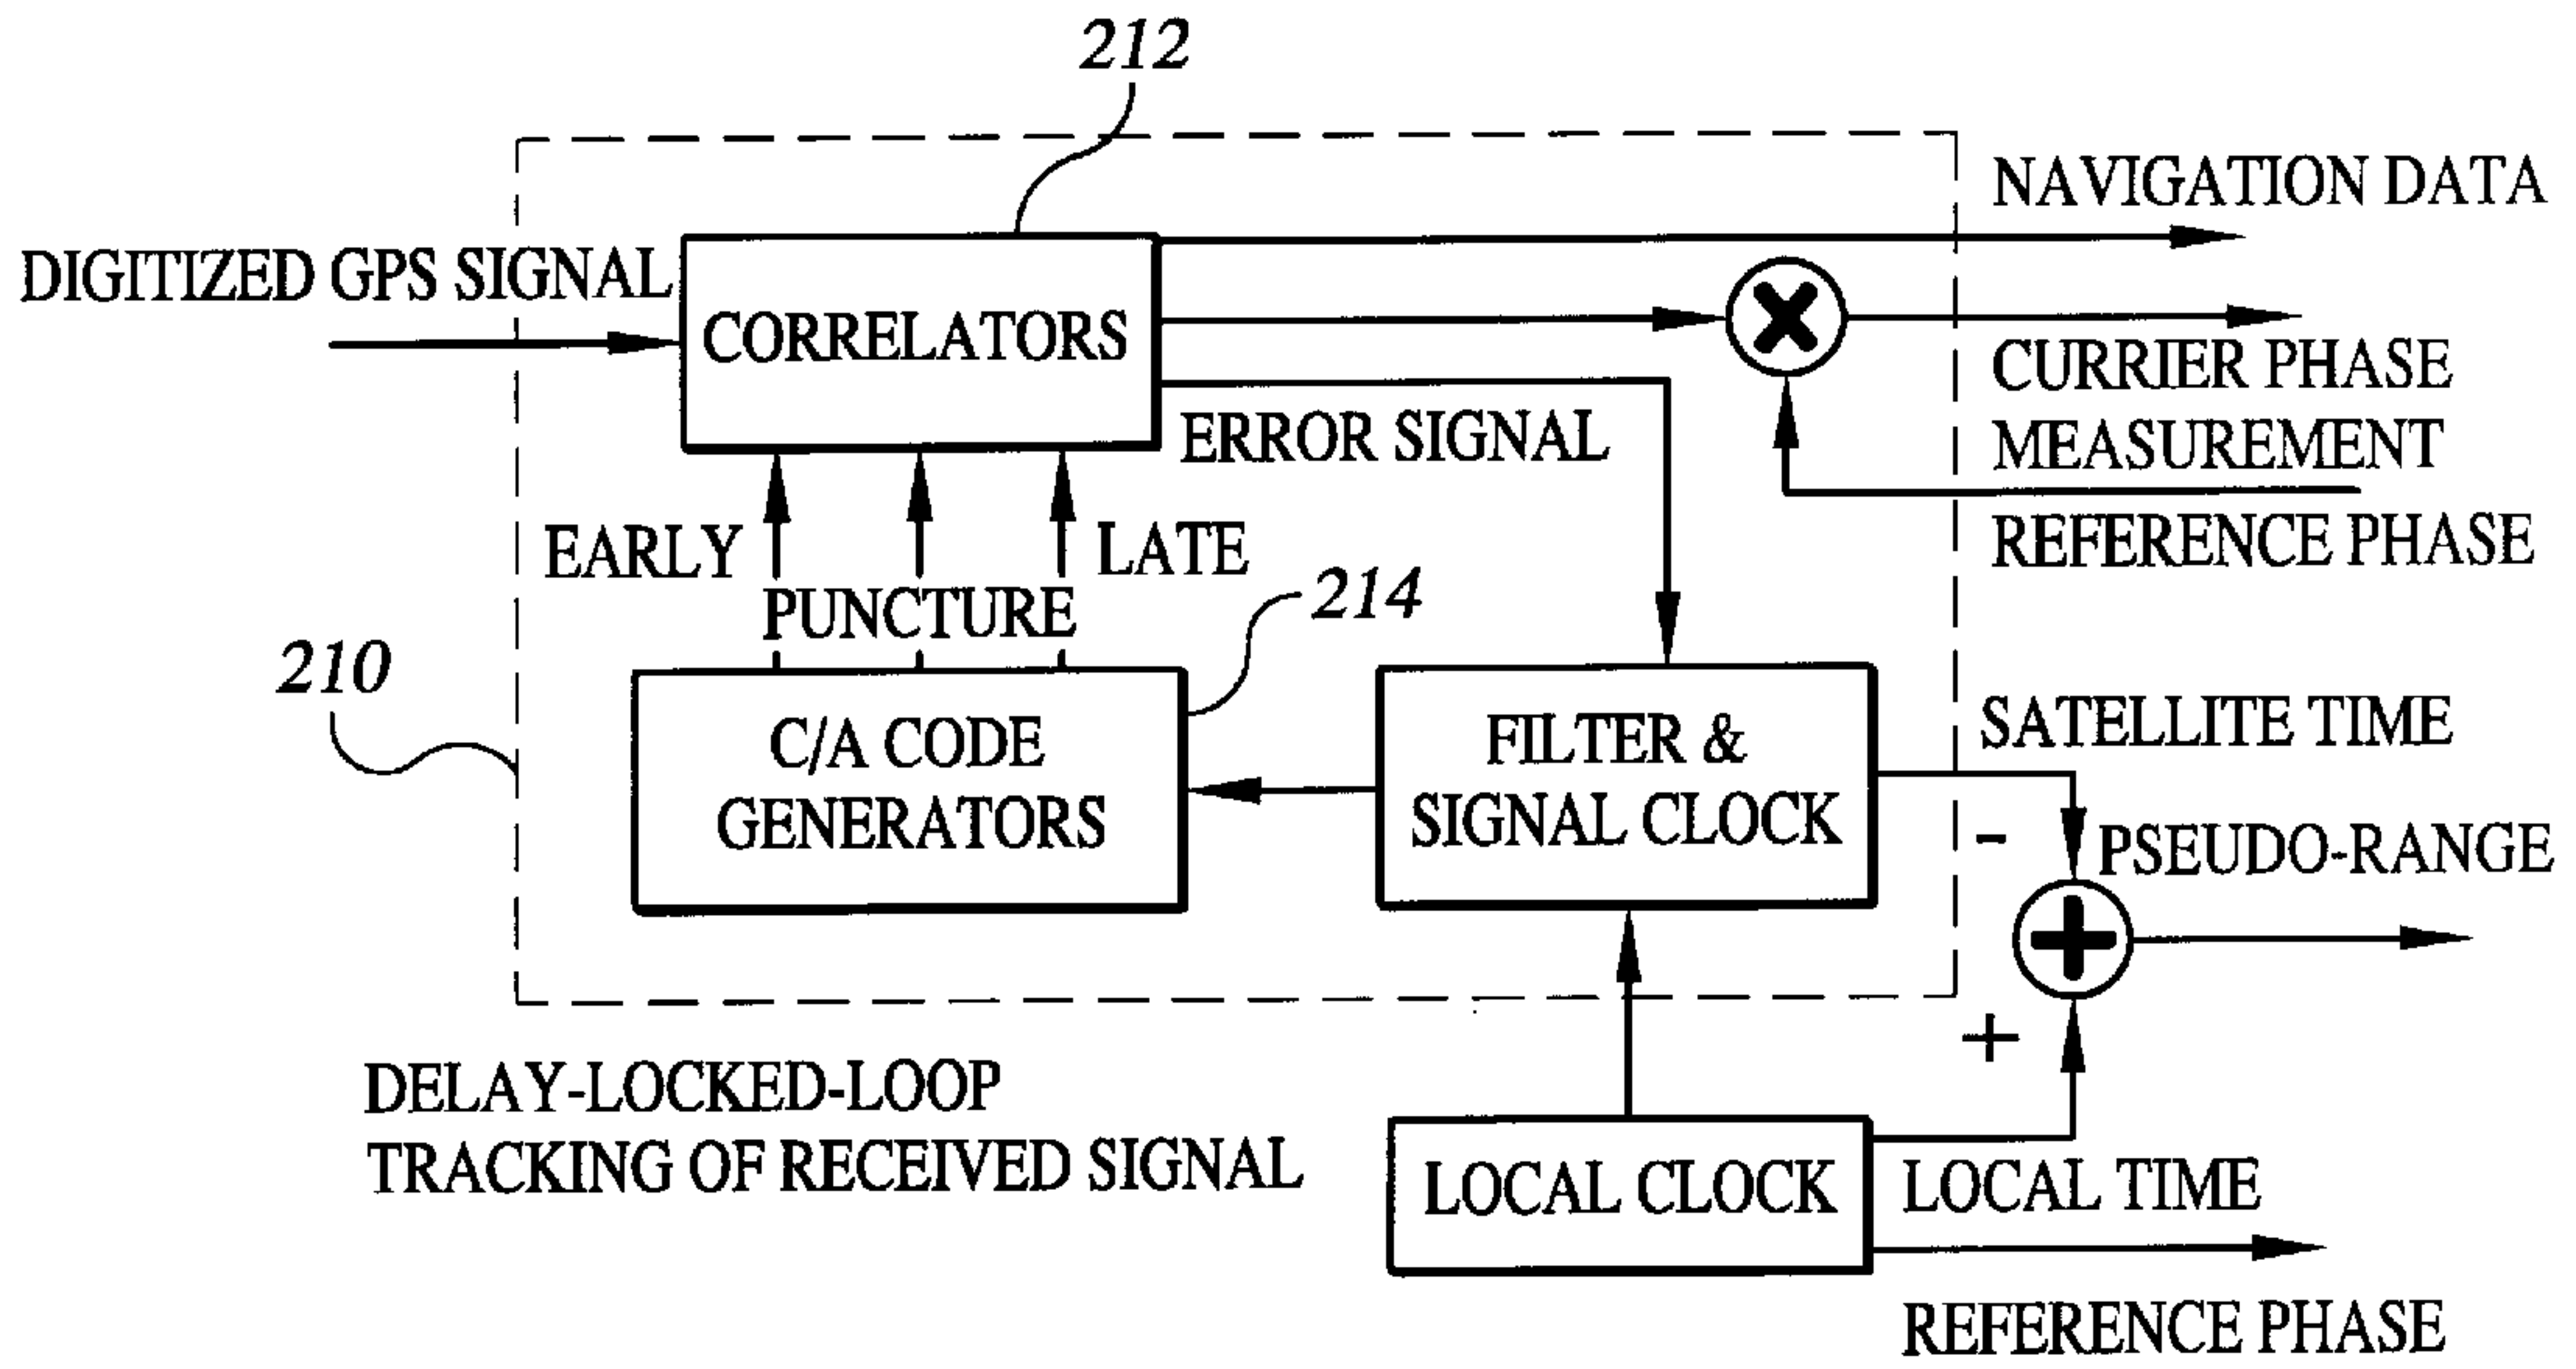 212
NAVIGATION DATA
DIGITIZED GPS SIGNAL
CORRELATORS
CURRIER PHASE
MEASUREMENT
ERROR SIGNAL
REFERENCE PHASE
EARLY
LATE
PUNCTURE
214
210
C/A CODE
GENERATORS
FILTER &
SIGNAL CLOCK
SATELLITE TIME
-
PSEUDO-RANGE
+
DELAY-LOCKED-LOOP
TRACKING OF RECEIVED SIGNAL
LOCAL CLOCK
LOCAL TIME
REFERENCE PHASE